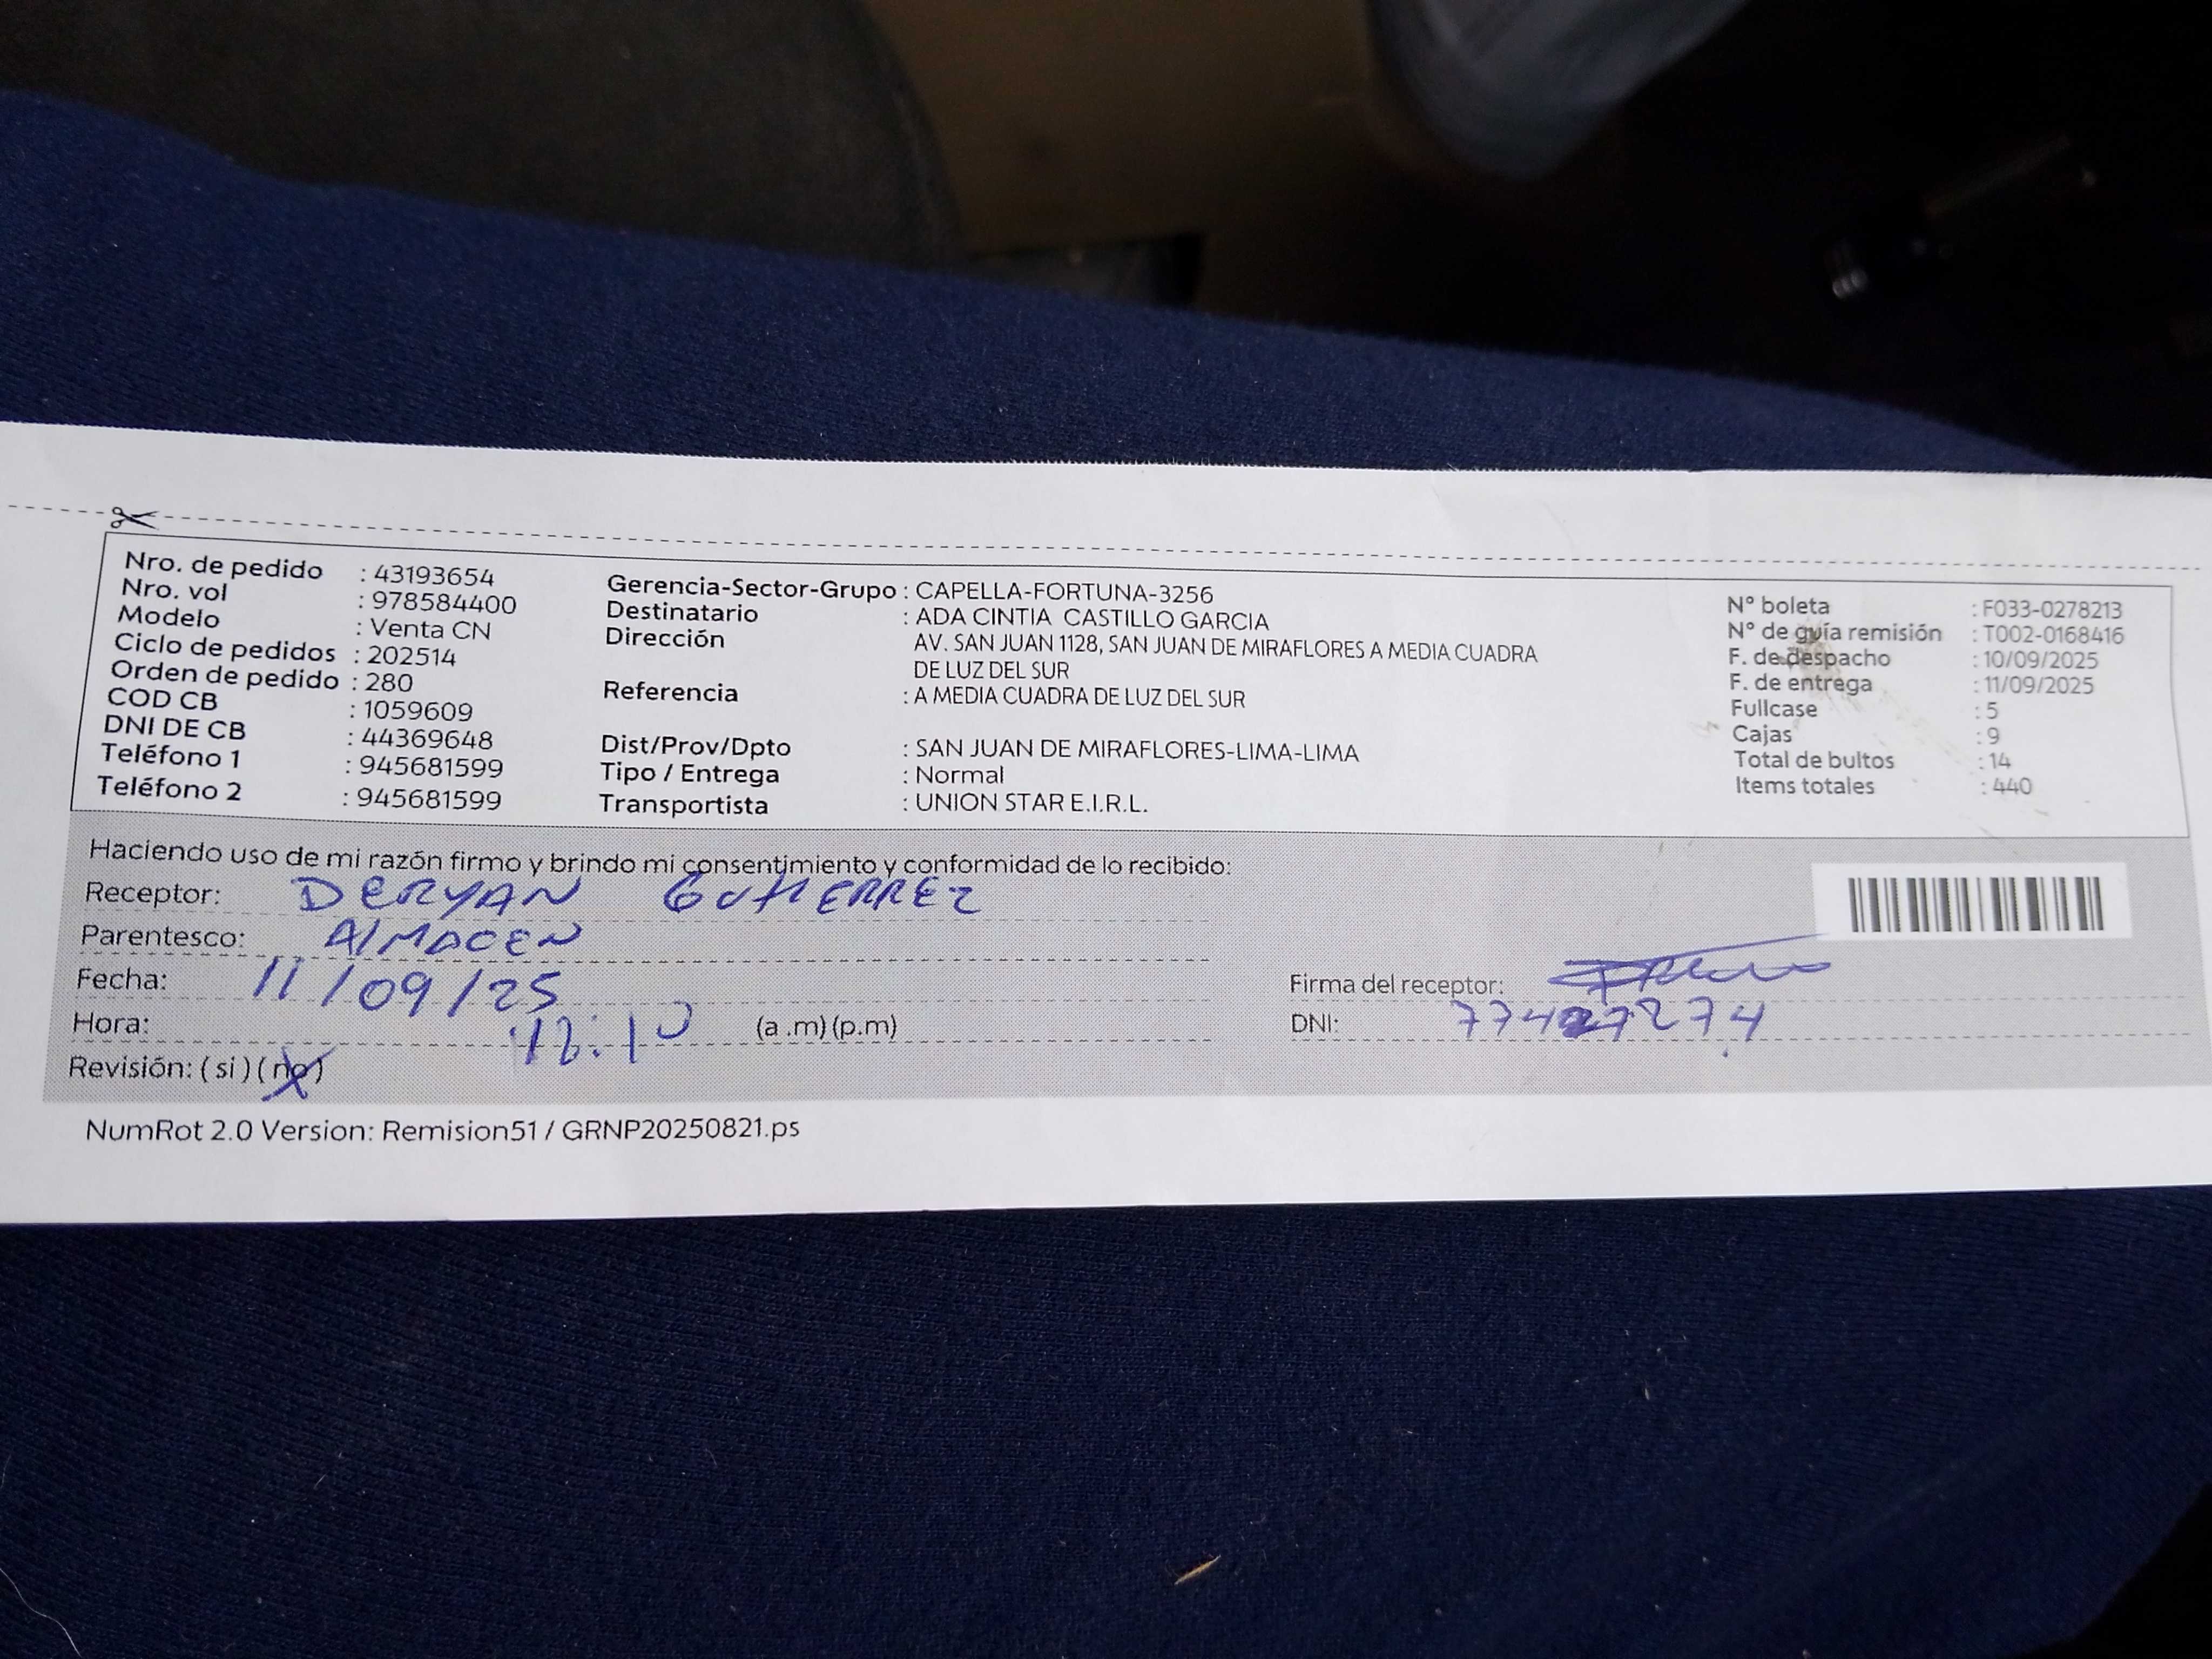 Nro. de pedido : 43193654
Nro. vol : 978584400
Modelo : Venta CN
Ciclo de pedidos : 202514
Orden de pedido : 280
COD CB : 1059609
DNI DE CB : 44369648
Teléfono 1 : 945681599
Teléfono 2 : 945681599
Gerencia-Sector-Grupo : CAPELLA-FORTUNA-3256
Destinatario : ADA CINTIA CASTILLO GARCIA
Dirección AV. SAN JUAN 1128, SAN JUAN DE MIRAFLORES A MEDIA CUADRA
DE LUZ DEL SUR
Referencia : A MEDIA CUADRA DE LUZ DEL SUR
Dist/Prov/Dpto : SAN JUAN DE MIRAFLORES-LIMA-LIMA
Tipo / Entrega : Normal
Transportista : UNION STAR E.I.R.L.
N° boleta : F033-0278213
N° de guía remisión : T002-0168416
F. de despacho : 10/09/2025
F. de entrega : 11/09/2025
Fullcase : 5
Cajas : 9
Total de bultos : 14
Items totales : 440
Haciendo uso de mi razón firmo y brindo mi consentimiento y conformidad de lo recibido:
Receptor: DERYAN GUTIERREZ
Parentesco: AlMACEN
Fecha: 11/09/25
Hora: (a .m) (p.m)
Revisión: ( si ) ( no )
Firma del receptor:
DNI:
NumRot 2.0 Version: Remision51 / GRNP20250821.ps